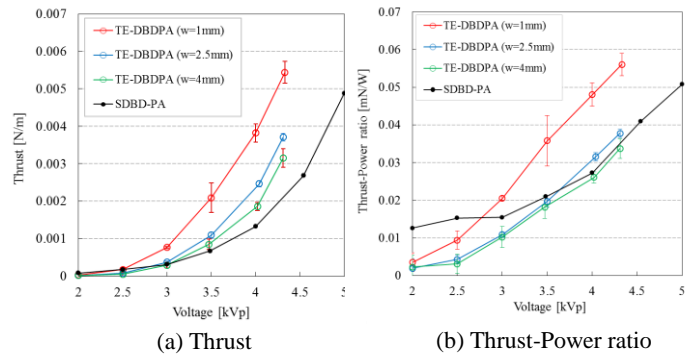 0.007
0.006
0.005
0.004
0.003
0.002
0.001
0
Thrust [N/m]
TE-DBDPA (w=1mm)
TE-DBDPA (w=2.5mm)
TE-DBDPA (w=4mm)
SDBD-PA
2 2.5 3 3.5 4 4.5 5
Voltage [kVp]
(a) Thrust
0.07
0.06
0.05
0.04
0.03
0.02
0.01
0
Thrust-Power ratio [mN/W]
TE-DBDPA (w=1mm)
TE-DBDPA (w=2.5mm)
TE-DBDPA (w=4mm)
SDBD-PA
2 2.5 3 3.5 4 4.5 5
Voltage [kVp]
(b) Thrust-Power ratio